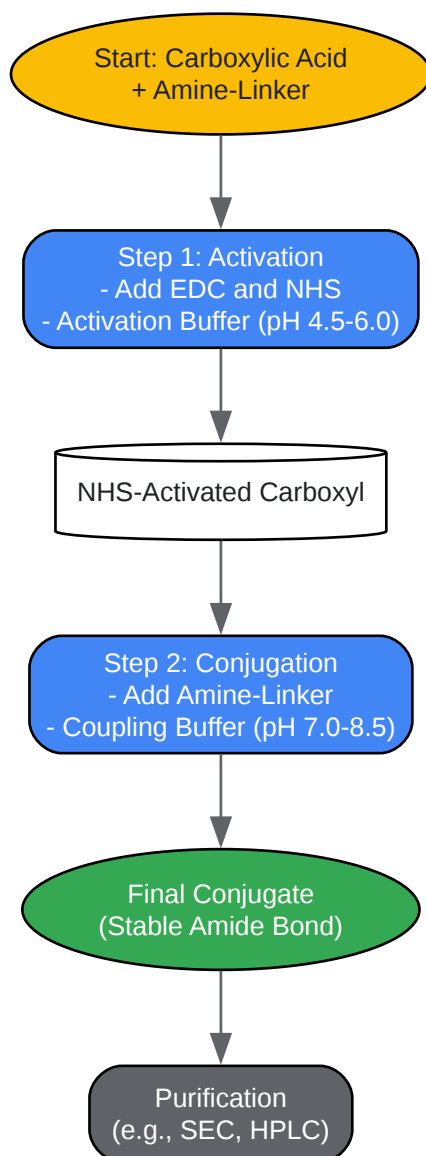 Start: Carboxylic Acid
+ Amine-Linker
Step 1: Activation
- Add EDC and NHS
- Activation Buffer (pH 4.5-6.0)
NHS-Activated Carboxyl
Step 2: Conjugation
- Add Amine-Linker
- Coupling Buffer (pH 7.0-8.5)
Final Conjugate
(Stable Amide Bond)
Purification
(e.g., SEC, HPLC)